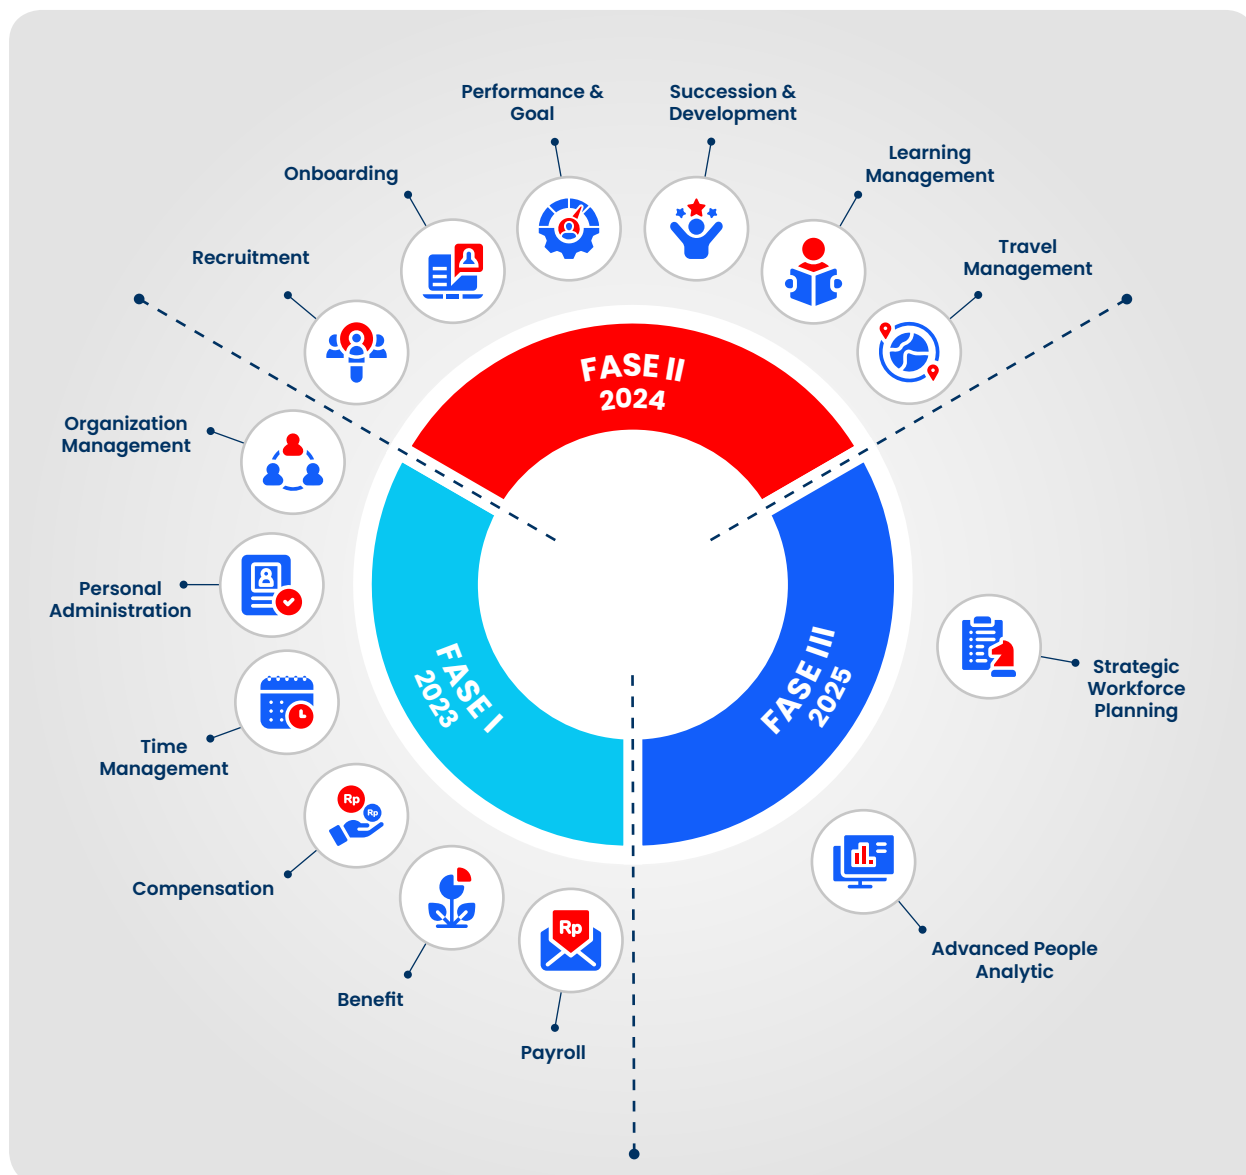 Performance &
Goal
Succession &
Development
Learning
Management
Onboarding
Travel
Management
Recruitment
FASE II
2024
Organization
Management
Personal
Administration
FASE I
2023
FASE III
2025
Strategic
Workforce
Planning
Time
Management
Rp
Rp
Compensation
Rp
Advanced People
Analytic
Benefit
Payroll